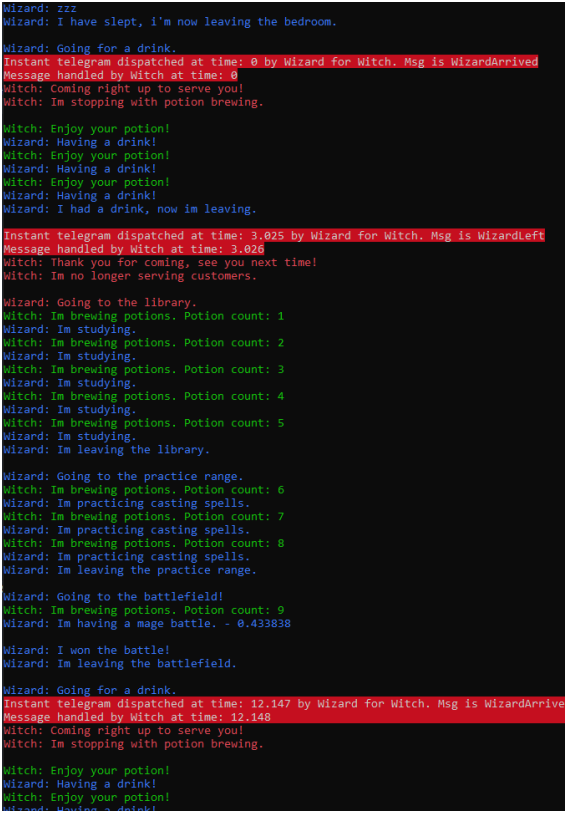 Wizard: zzz
Wizard: I have slept, i'm now leaving the bedroom.
Wizard: Going for a drink.
Instant telegram dispatched at time: 0 by Wizard for Witch. Msg is WizardArrived
Message handled by Witch at time: 0
Witch: Coming right up to serve you!
Witch: Im stopping with potion brewing.
Witch: Enjoy your potion!
Wizard: Having a drink!
Witch: Enjoy your potion!
Wizard: Having a drink!
Witch: Enjoy your potion!
Wizard: Having a drink!
Wizard: I had a drink, now im leaving.
Instant telegram dispatched at time: 3.025 by Wizard for Witch. Msg is WizardLeft
Message handled by Witch at time: 3.026
Witch: Thank you for coming, see you next time!
Witch: Im no longer serving customers.
Wizard: Going to the library.
Witch: Im brewing potions. Potion count: 1
Wizard: Im studying.
Witch: Im brewing potions. Potion count: 2
Wizard: Im studying.
Witch: Im brewing potions. Potion count: 3
Wizard: Im studying.
Witch: Im brewing potions. Potion count: 4
Wizard: Im studying.
Witch: Im brewing potions. Potion count: 5
Wizard: Im studying.
Wizard: Im leaving the library.
Wizard: Going to the practice range.
Witch: Im brewing potions. Potion count: 6
Wizard: Im practicing casting spells.
Witch: Im brewing potions. Potion count: 7
Wizard: Im practicing casting spells.
Witch: Im brewing potions. Potion count: 8
Wizard: Im practicing casting spells.
Wizard: Im leaving the practice range.
Wizard: Going to the battlefield!
Witch: Im brewing potions. Potion count: 9
Wizard: Im having a mage battle. - 0.433838
Wizard: I won the battle!
Wizard: Im leaving the battlefield.
Wizard: Going for a drink.
Instant telegram dispatched at time: 12.147 by Wizard for Witch. Msg is WizardArrive
Message handled by Witch at time: 12.148
Witch: Coming right up to serve you!
Witch: Im stopping with potion brewing.
Witch: Enjoy your potion!
Wizard: Having a drink!
Witch: Enjoy your potion!
Wizard: Having a drink!